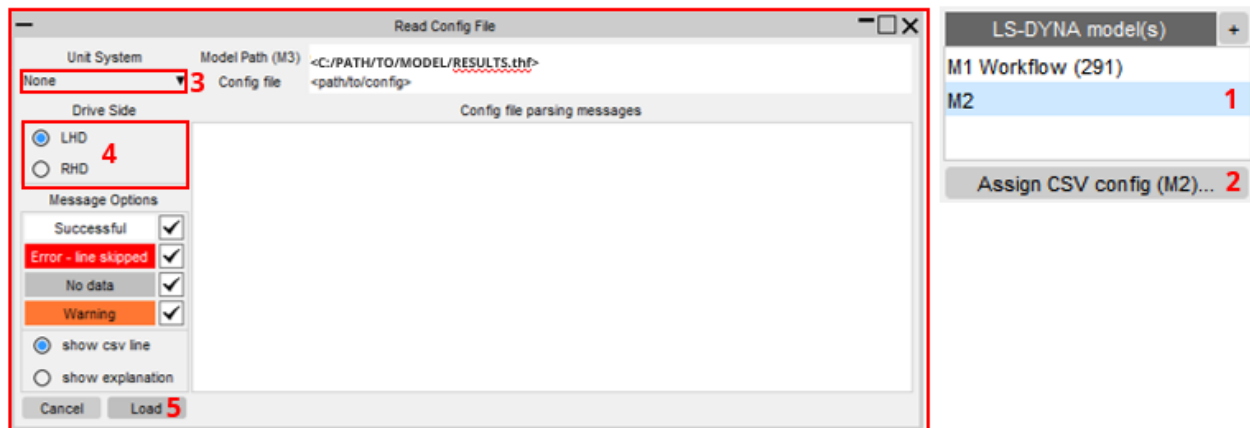 Read Config File
Unit System
None
3
Model Path (M3) <C:/PATH/TO/MODEL/RESULTS.thf>
Config file <path/to/config>
Drive Side
LHD
RHD
4
Config file parsing messages
Message Options
Successful
Error - line skipped
No data
Warning
show csv line
show explanation
Cancel Load 5
LS-DYNA model(s) +
M1 Workflow (291)
M2 1
Assign CSV config (M2)... 2